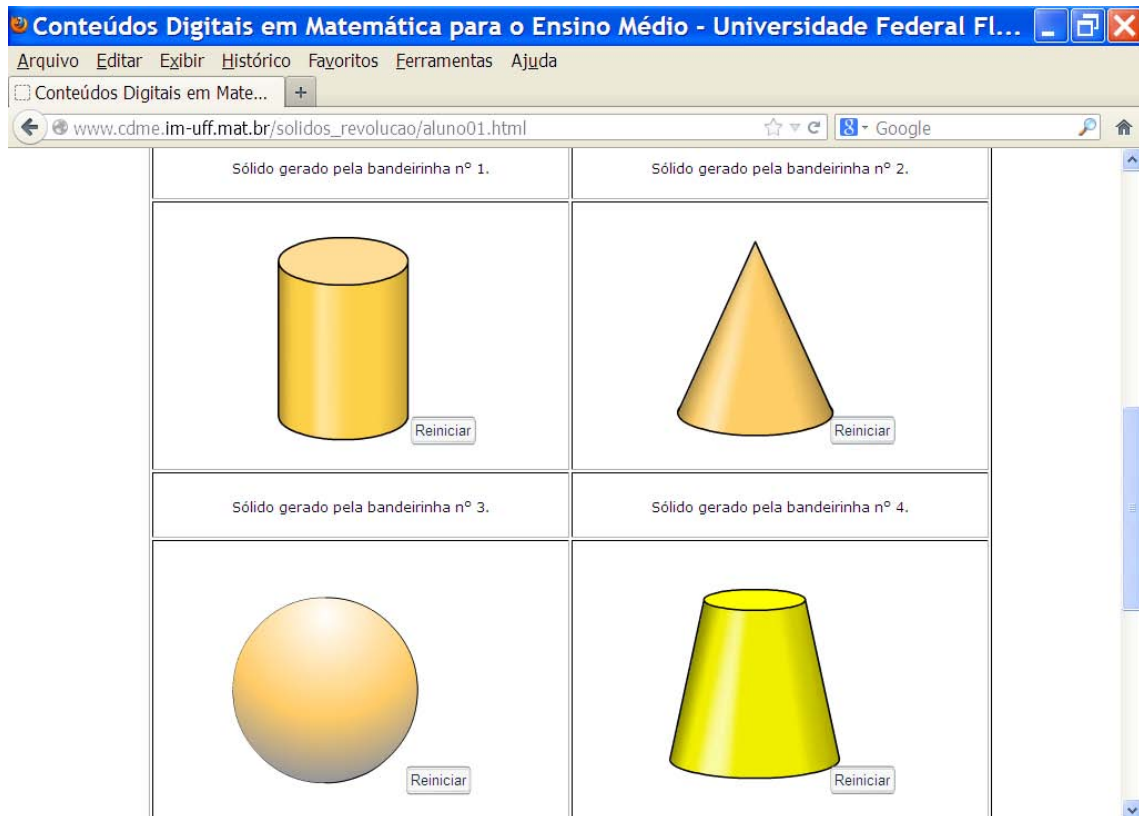 Conteúdos Digitais em Matemática para o Ensino Médio - Universidade Federal Fl...
Arquivo Editar Exibir Histórico Favoritos Ferramentas Ajuda
Conteúdos Digitais em Mate... +
www.cdme.im-uff.mat.br/solidos_revolucao/aluno01.html 8 - Google
Sólido gerado pela bandeirinha nº 1. Sólido gerado pela bandeirinha nº 2.
Reiniciar Reiniciar
Sólido gerado pela bandeirinha nº 3. Sólido gerado pela bandeirinha nº 4.
Reiniciar Reiniciar